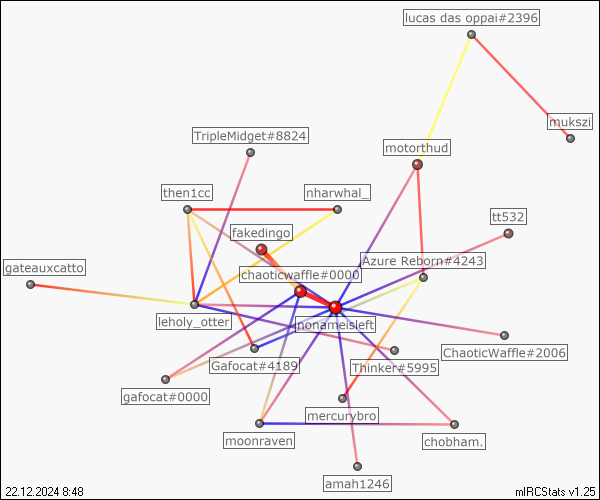 lucas das oppai#2396
mukszi
TripleMidget#8824
motorthud
then1cc
nharwhal_
tt532
fakedingo
Azure Reborn#4243
gateauxcatto
chaoticwaffle#0000
leholy_otter
nonameisleft
ChaoticWaffle#2006
Gafocat#4189
Thinker#5995
gafocat#0000
mercurybro
moonraven
chobham.
amah1246
22.12.2024 8:48
mIRCStats v1.25